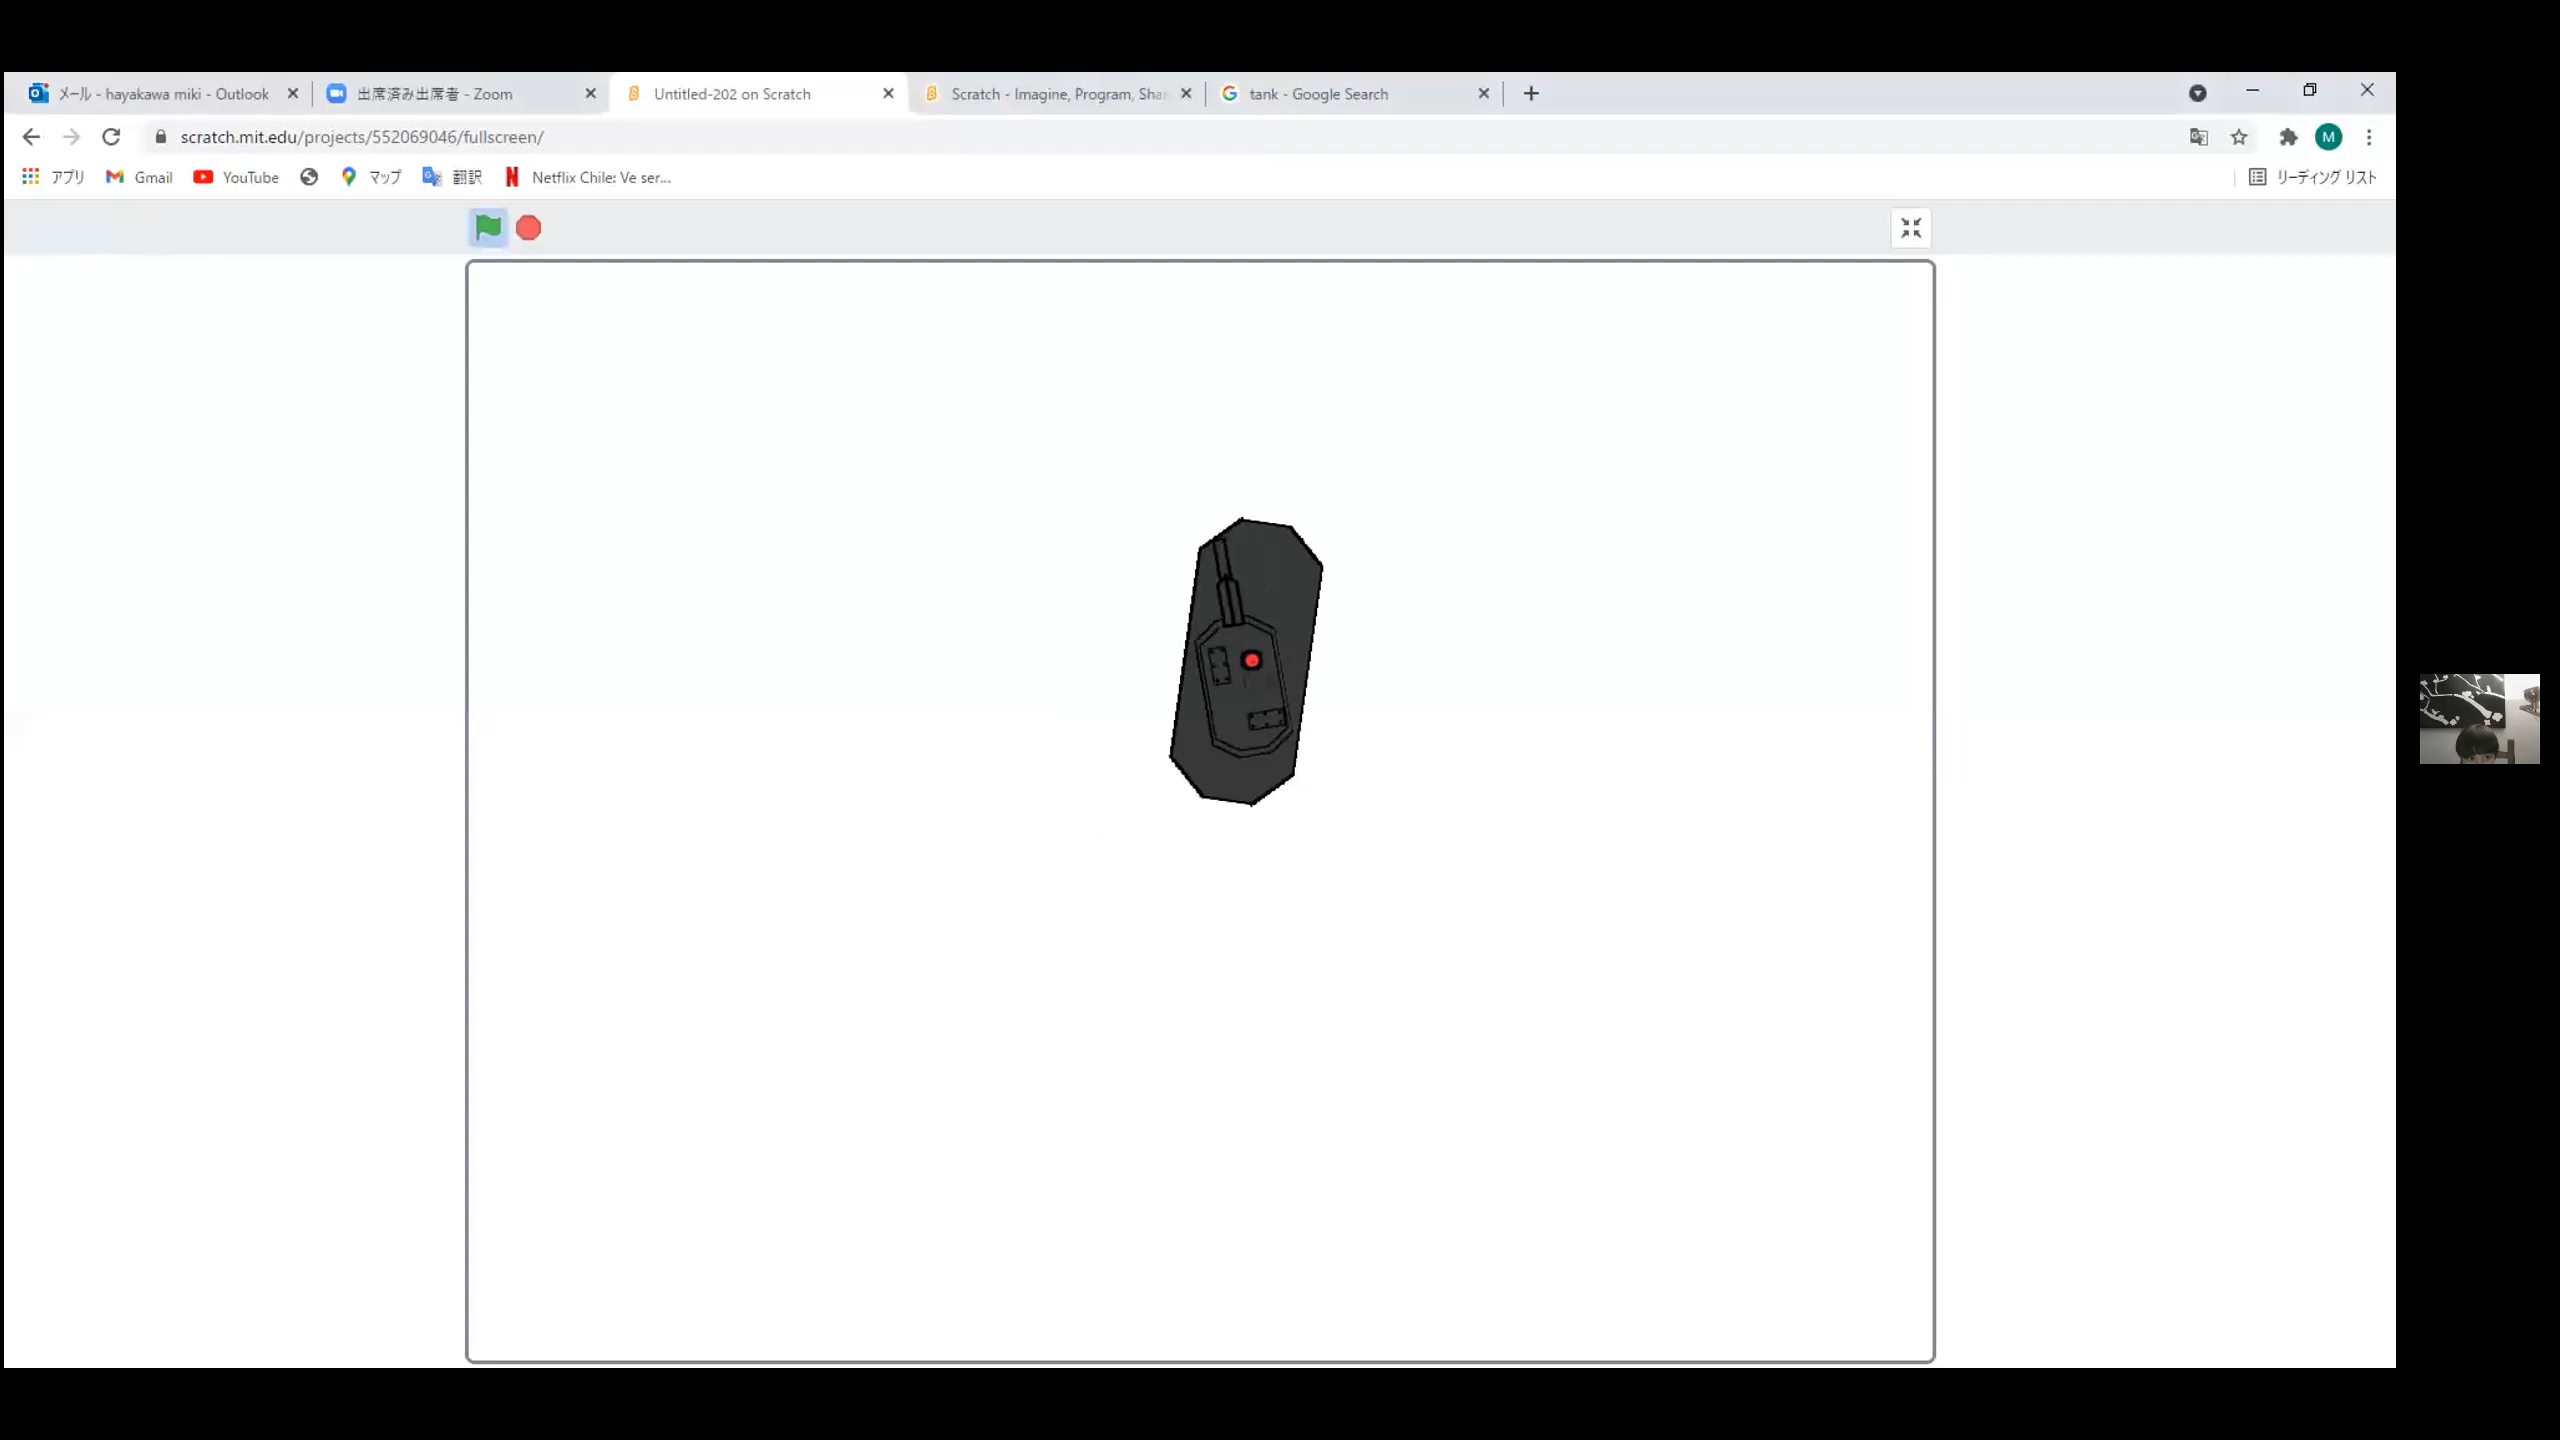 メール - hayakawa miki - Outlook
出席済み出席者 - Zoom
Untitled-202 on Scratch
Scratch - Imagine, Program, Shar
tank - Google Search
scratch.mit.edu/projects/552069046/fullscreen/
M
アプリ
Gmail
YouTube
マップ
翻訳
Netflix Chile: Ve ser...
リーディング リスト